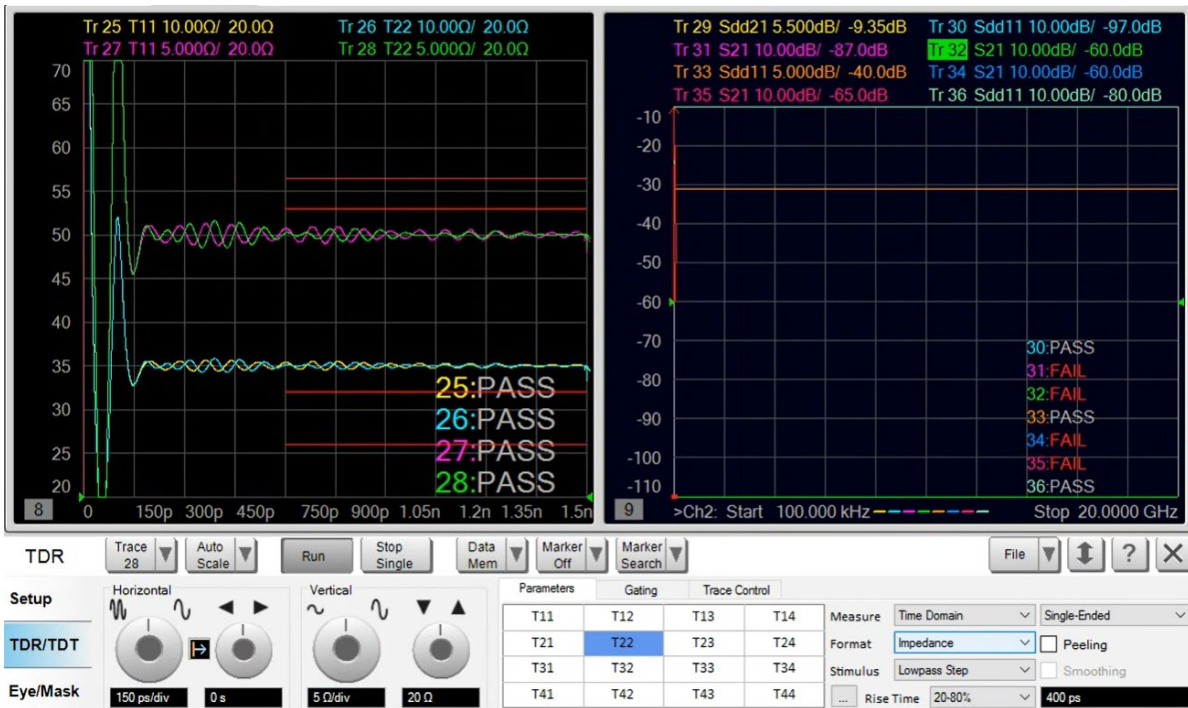 Tr 25 T11 10.00Ω/ 20.0Ω
Tr 26 T22 10.00Ω/ 20.0Ω
Tr 27 T11 5.000Ω/ 20.0Ω
Tr 28 T22 5.000Ω/ 20.0Ω
70
65
60
55
50
45
40
35
30
25
20
25:PASS
26:PASS
27:PASS
28:PASS
8
0 150p 300p 450p 750p 900p 1.05n 1.2n 1.35n 1.5n
Tr 29 Sdd21 5.500dB/ -9.35dB
Tr 30 Sdd11 10.00dB/ -97.0dB
Tr 31 S21 10.00dB/ -87.0dB
Tr 32 S21 10.00dB/ -60.0dB
Tr 33 Sdd11 5.000dB/ -40.0dB
Tr 34 S21 10.00dB/ -60.0dB
Tr 35 S21 10.00dB/ -65.0dB
Tr 36 Sdd11 10.00dB/ -80.0dB
-10
-20
-30
-40
-50
-60
-70
-80
-90
-100
-110
30:PASS
31:FAIL
32:FAIL
33:PASS
34:FAIL
35:FAIL
36:PASS
9
>Ch2: Start 100.000 kHz
Stop 20.0000 GHz
TDR
Trace 28
Auto Scale
Run
Stop Single
Data Mem
Marker Off
Marker Search
File
?
Setup
TDR/TDT
Eye/Mask
Horizontal
150 ps/div
0 s
Vertical
5 Ω/div
20 Ω
Parameters Gating Trace Control
T11 T12 T13 T14
T21 T22 T23 T24
T31 T32 T33 T34
T41 T42 T43 T44
Measure Time Domain Single-Ended
Format Impedance Peeling
Stimulus Lowpass Step Smoothing
... Rise Time 20-80% 400 ps